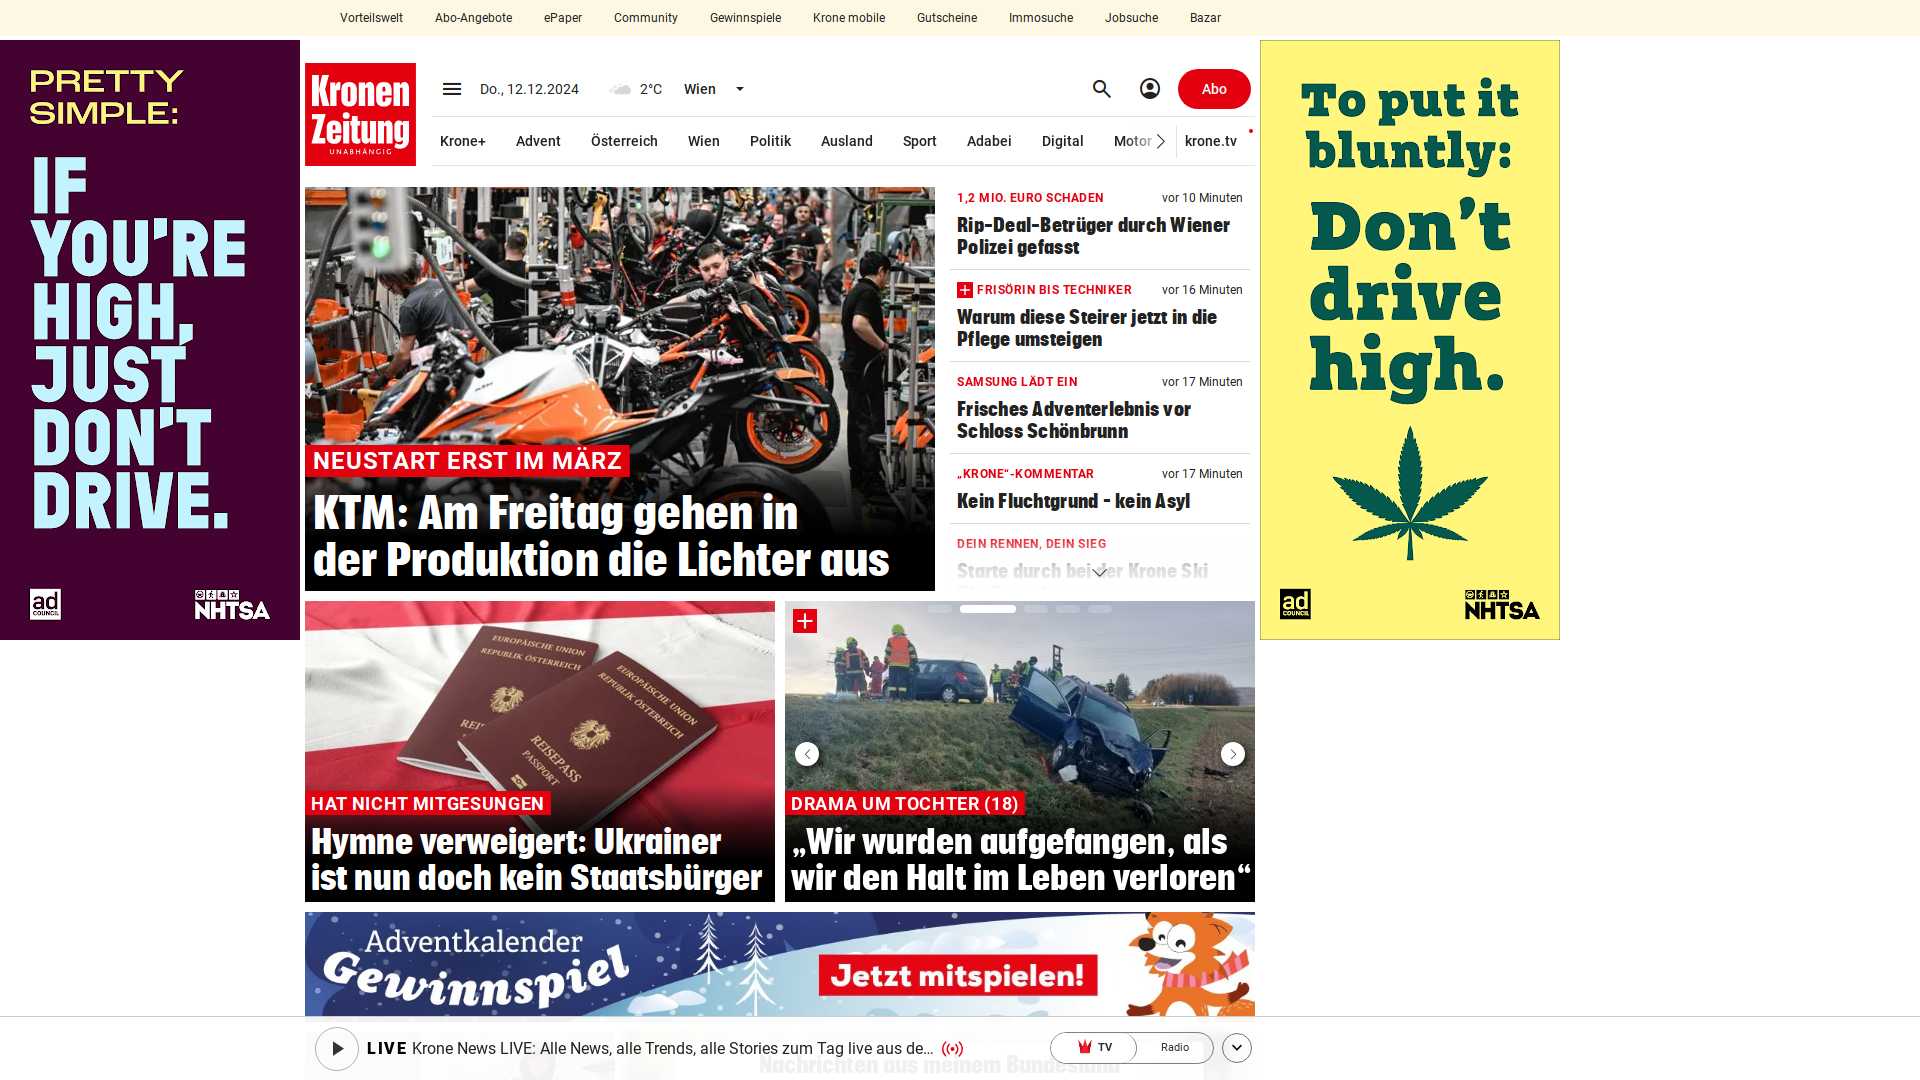 Vorteilswelt Abo-Angebote ePaper Community Gewinnspiele Krone mobile Gutscheine Immosuche Jobsuche Bazar
PRETTY
SIMPLE:
IF
YOU'RE
HIGH,
JUST
DON'T
DRIVE.
ad
COUNCIL
NHTSA
Kronen
Zeitung
UNABHÄNGIG
Do., 12.12.2024 2°C Wien
Abo
Krone+ Advent Österreich Wien Politik Ausland Sport Adabei Digital Motor krone.tv
NEUSTART ERST IM MÄRZ
KTM: Am Freitag gehen in
der Produktion die Lichter aus
1,2 MIO. EURO SCHADEN vor 10 Minuten
Rip-Deal-Betrüger durch Wiener
Polizei gefasst
FRISÖRIN BIS TECHNIKER vor 16 Minuten
Warum diese Steirer jetzt in die
Pflege umsteigen
SAMSUNG LÄDT EIN vor 17 Minuten
Frisches Adventerlebnis vor
Schloss Schönbrunn
„KRONE“-KOMMENTAR vor 17 Minuten
Kein Fluchtgrund – kein Asyl
DEIN RENNEN, DEIN SIEG
Starte durch bei der Krone Ski
To put it
bluntly:
Don't
drive
high.
ad
COUNCIL
NHTSA
EUROPÄISCHE UNION
REPUBLIK ÖSTERREICH
EUROPÄISCHE UNION
REPUBLIK ÖSTERREICH
REISEPASS
PASSPORT
HAT NICHT MITGESUNGEN
Hymne verweigert: Ukrainer
ist nun doch kein Staatsbürger
DRAMA UM TOCHTER (18)
„Wir wurden aufgefangen, als
wir den Halt im Leben verloren“
Adventkalender
Gewinnspiel
Jetzt mitspielen!
LIVE Krone News LIVE: Alle News, alle Trends, alle Stories zum Tag live aus de... TV Radio
Nachrichten aus meinem Bundesland